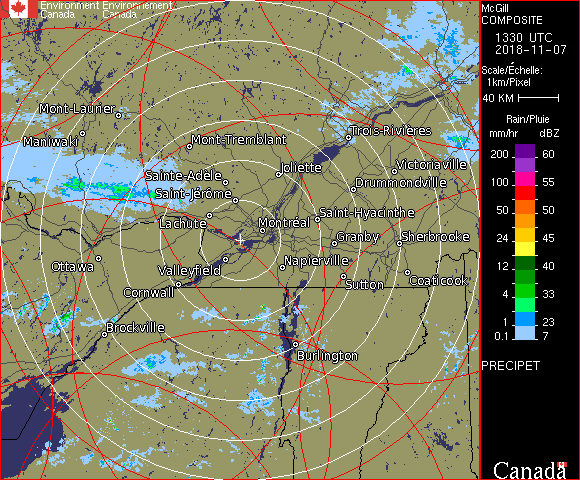 Environment Environnement
Canada Canada
McGill
COMPOSITE
1330 UTC
2018-11-07
Scale/Échelle:
1km/Pixel
40 KM
Rain/Pluie
mm/hr dBZ
200 60
100 55
50 50
24 45
12 40
4 33
1 23
0.1 7
PRECIPET
Canada
Mont-Laurier
Maniwaki
Mont-Tremblant
Trois-Rivières
Joliette
Victoriaville
Sainte-Adèle
Drummondville
Saint-Jérôme
Saint-Hyacinthe
Lachute
Montréal
Granby
Sherbrooke
Ottawa
Valleyfield
Napierville
Cornwall
Sutton
Coaticook
Brockville
Burlington